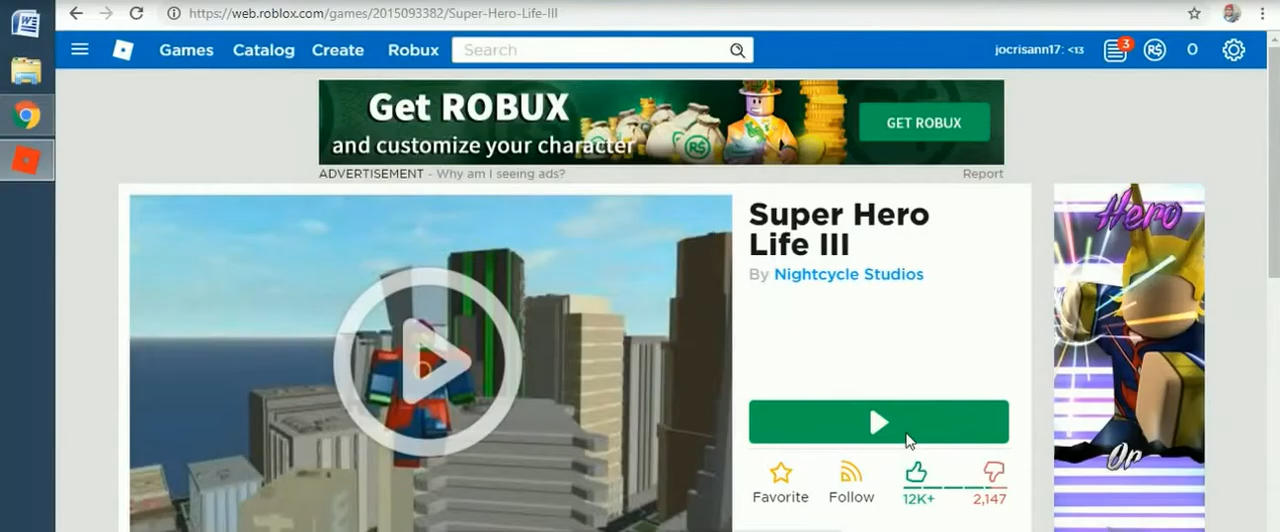 https://web.roblox.com/games/2015093382/Super-Hero-Life-III
Games Catalog Create Robux Search jocrisann17: <13 3 R$ 0
Get ROBUX
and customize your character
GET ROBUX
R$
ADVERTISEMENT - Why am I seeing ads?
Report
Super Hero
Life III
By Nightcycle Studios
Favorite Follow 12K+ 2,147
Hero
Or